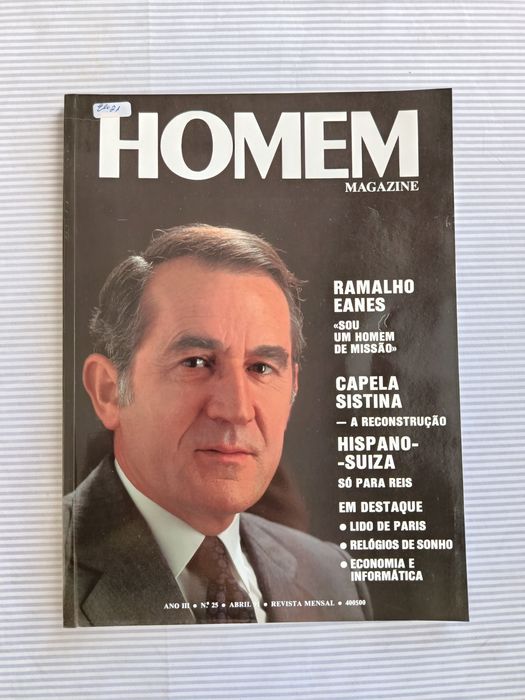 HOMEM
MAGAZINE
RAMALHO
EANES
«SOU
UM HOMEM
DE MISSÃO»
CAPELA
SISTINA
— A RECONSTRUÇÃO
HISPANO-
-SUIZA
SÓ PARA REIS
EM DESTAQUE
● LIDO DE PARIS
● RELÓGIOS DE SONHO
● ECONOMIA E
INFORMÁTICA
ANO III ● N.º 25 ● ABRIL ● REVISTA MENSAL ● 400$00